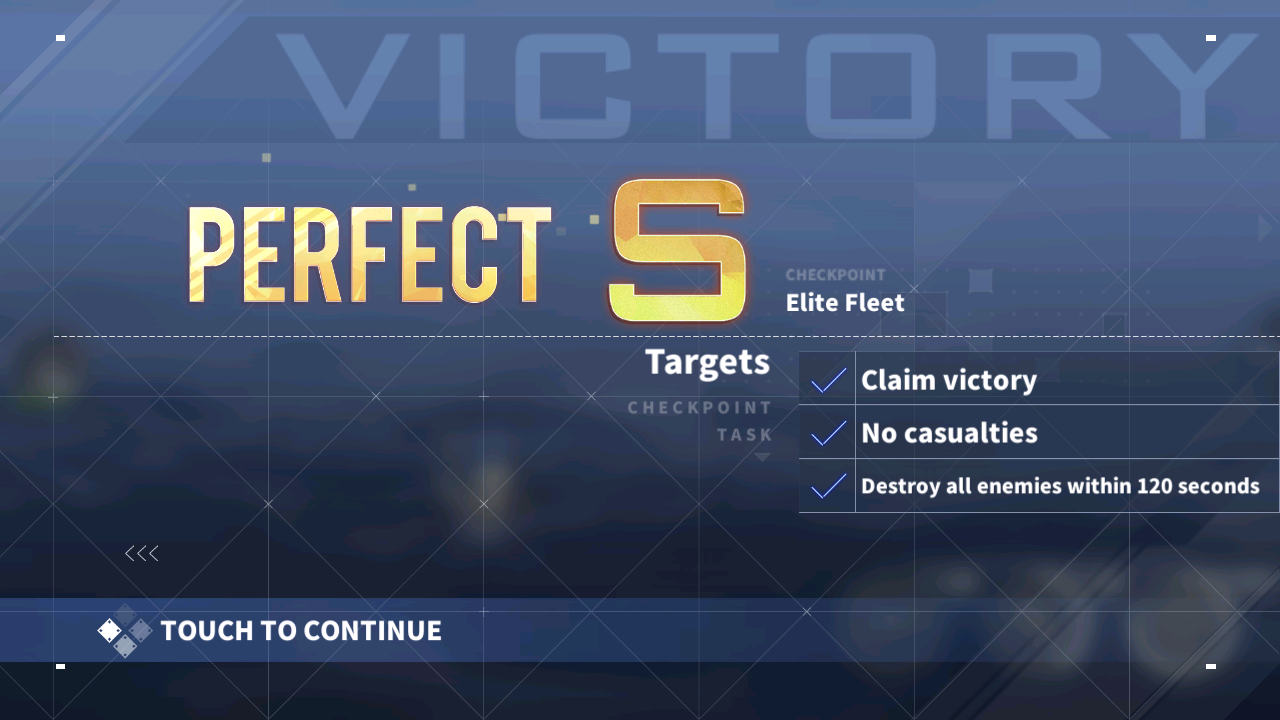 VICTORY
PERFECT S
CHECKPOINT
Elite Fleet
Targets
CHECKPOINT
TASK
Claim victory
No casualties
Destroy all enemies within 120 seconds
TOUCH TO CONTINUE